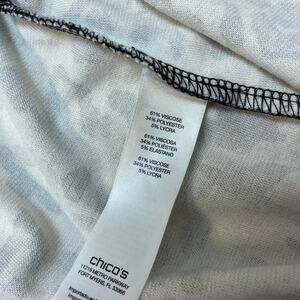 61% VISCOSE
34% POLYESTER
5% LYCRA
61% VISCOSA
34% POLIÉSTER
5% ELASTANO
61% VISCOSE
34% POLYESTER
5% LYCRA
chico's
11215 METRO PARKWAY
FORT MYERS, FL 33966